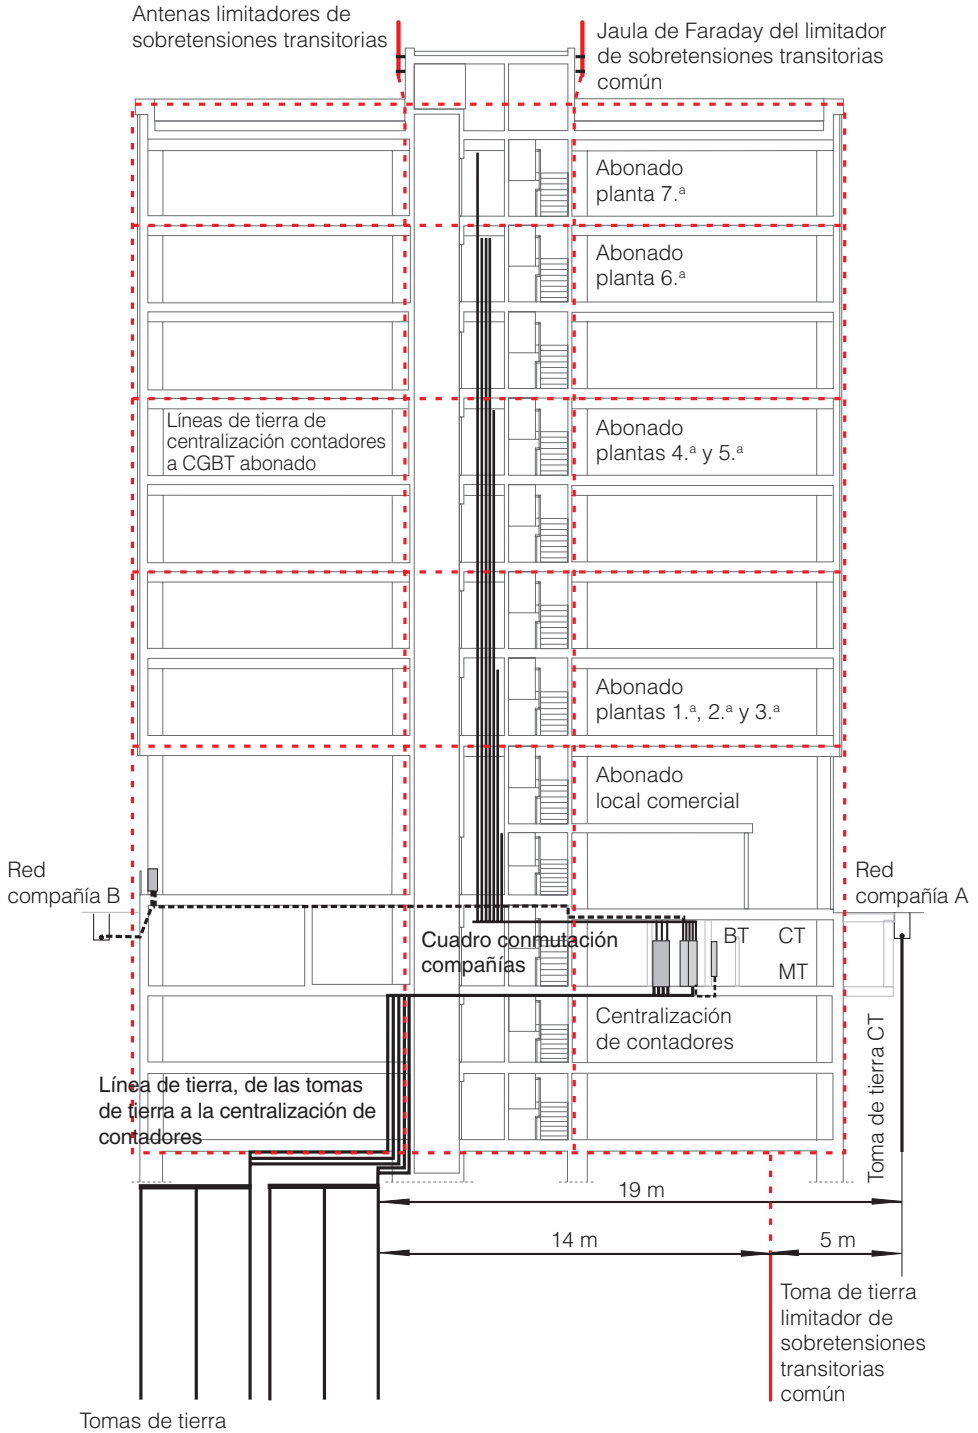 Antenas limitadores de
sobretensiones transitorias
Jaula de Faraday del limitador
de sobretensiones transitorias
común
Abonado
planta 7.ª
Abonado
planta 6.ª
Líneas de tierra de
centralización contadores
a CGBT abonado
Abonado
plantas 4.ª y 5.ª
Abonado
plantas 1.ª, 2.ª y 3.ª
Abonado
local comercial
Red
compañía B
Red
compañía A
Cuadro conmutación
compañías
BT CT
MT
Centralización
de contadores
Toma de tierra CT
Línea de tierra, de las tomas
de tierra a la centralización de
contadores
19 m
14 m
5 m
Toma de tierra
limitador de
sobretensiones
transitorias
común
Tomas de tierra